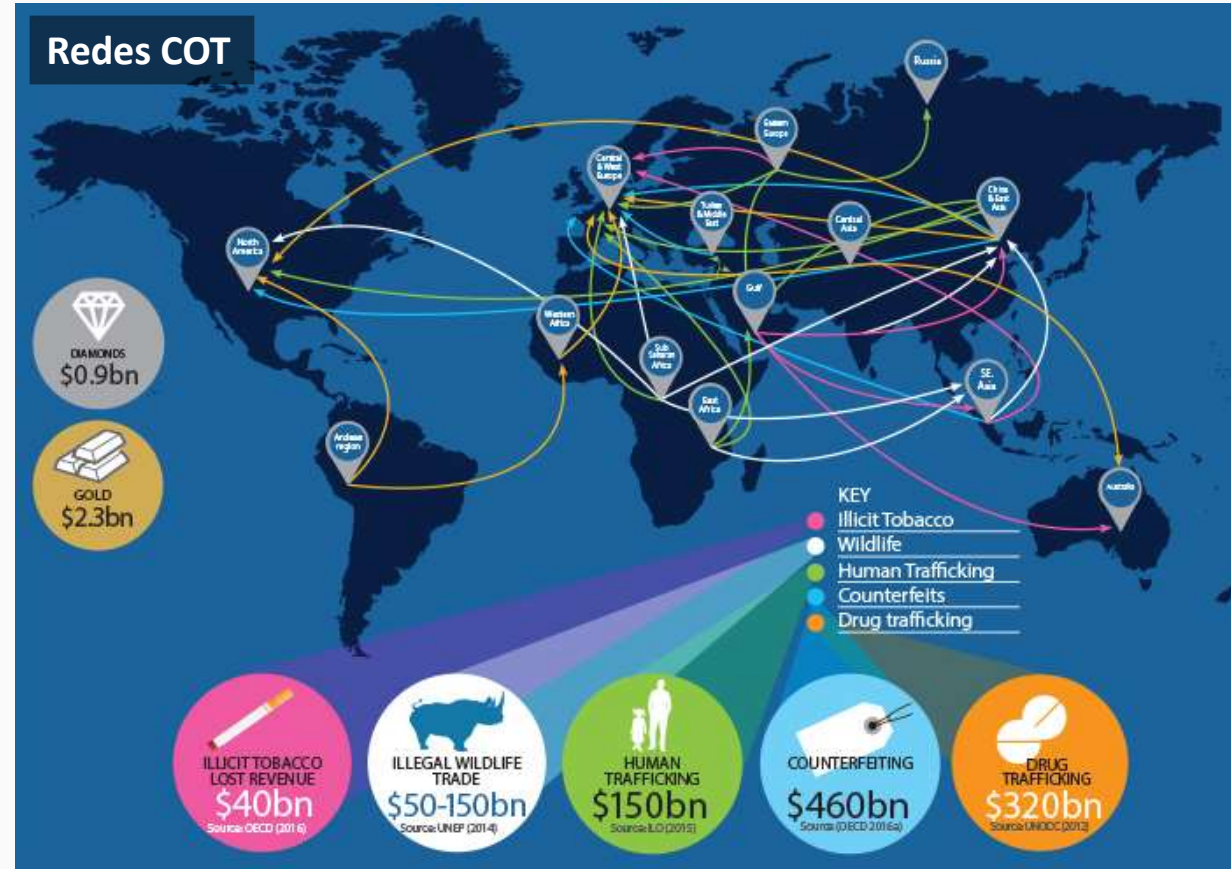 Redes COT
Russia
Eastern
Europe
Central
& West
Europe
China
& East
Asia
Turkey
& Middle
East
Central
Asia
North
America
Gulf
Western
Africa
Sub
Saharan
Africa
SE.
Asia
East
Africa
Andean
region
Australia
DIAMONDS
$0.9bn
GOLD
$2.3bn
KEY
Illicit Tobacco
Wildlife
Human Trafficking
Counterfeits
Drug trafficking
ILLICIT TOBACCO
LOST REVENUE
$40bn
Source: OECD (2016)
ILLEGAL WILDLIFE
TRADE
$50-150bn
Source: UNEP (2014)
HUMAN
TRAFFICKING
$150bn
Source: ILO (2015)
COUNTERFEITING
$460bn
Source: (OECD 2016a)
DRUG
TRAFFICKING
$320bn
Source: UNODC (2012)